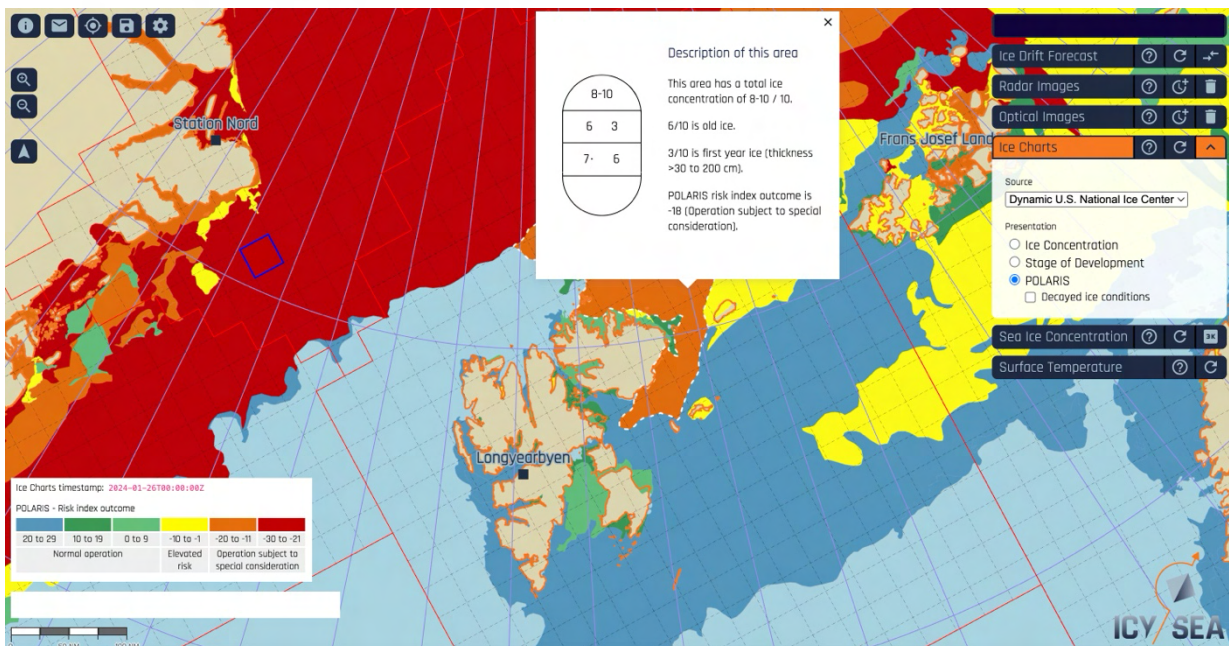 Description of this area
8-10
6 3
7· 6
This area has a total ice
concentration of 8-10 / 10.
6/10 is old ice.
3/10 is first year ice (thickness
>30 to 200 cm).
POLARIS risk index outcome is
-18 (Operation subject to special
consideration).
Station Nord
Frans Josef Land
Longyearbyen
Ice Drift Forecast
Radar Images
Optical Images
Ice Charts
Source
Dynamic U.S. National Ice Center
Presentation
Ice Concentration
Stage of Development
POLARIS
Decayed ice conditions
Sea Ice Concentration
Surface Temperature
Ice Charts timestamp: 2024-01-26T00:00:00Z
POLARIS - Risk index outcome
20 to 29 10 to 19 0 to 9 -10 to -1 -20 to -11 -30 to -21
Normal operation Elevated risk Operation subject to special consideration
ICY SEA